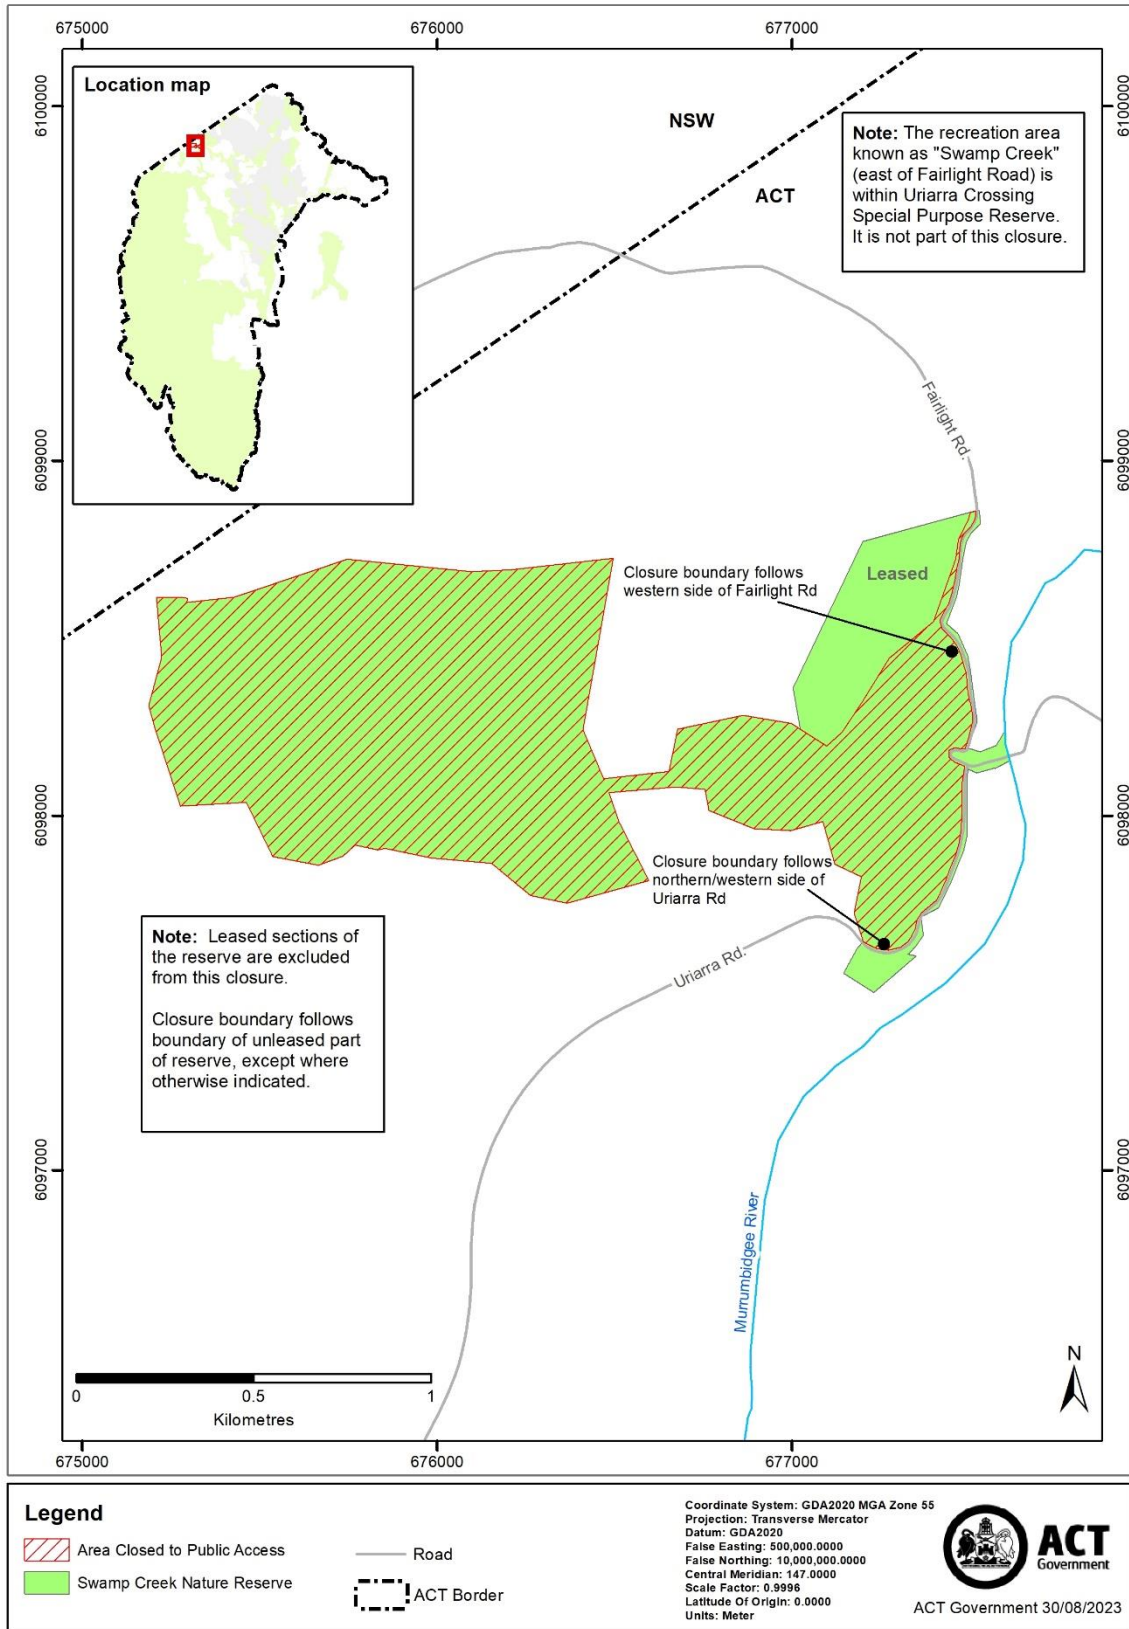 675000
676000
677000
6100000
6100000
Location map
NSW
ACT
Note: The recreation area
known as "Swamp Creek"
(east of Fairlight Road) is
within Uriarra Crossing
Special Purpose Reserve.
It is not part of this closure.
Fairlight Rd.
6099000
6099000
Leased
Closure boundary follows
western side of Fairlight Rd
6098000
6098000
Closure boundary follows
northern/western side of
Uriarra Rd
Uriarra Rd.
Note: Leased sections of
the reserve are excluded
from this closure.
Closure boundary follows
boundary of unleased part
of reserve, except where
otherwise indicated.
6097000
6097000
Murrumbidgee River
N
0
0.5
1
Kilometres
675000
676000
677000
Legend
Area Closed to Public Access
Swamp Creek Nature Reserve
Road
ACT Border
Coordinate System: GDA2020 MGA Zone 55
Projection: Transverse Mercator
Datum: GDA2020
False Easting: 500,000.0000
False Northing: 10,000,000.0000
Central Meridian: 147.0000
Scale Factor: 0.9996
Latitude Of Origin: 0.0000
Units: Meter
ACT
Government
ACT Government 30/08/2023